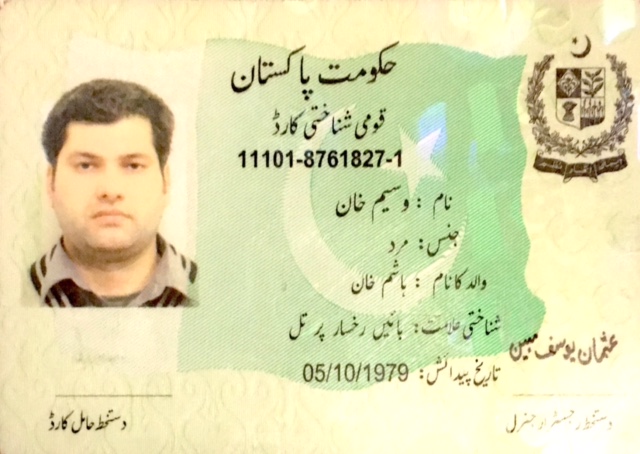 حکومت پاکستان
قومی شناختی کارڈ
11101-8761827-1
نام : وسیم خان
جنس: مرد
والد کا نام : ہاشم خان
شناختی علامت: بائیں رخسار پر تل
تاریخ پیدائش: 05/10/1979
عثمان یوسف مبین
دستخط حامل کارڈ
دستخط رجسٹرار جنرل